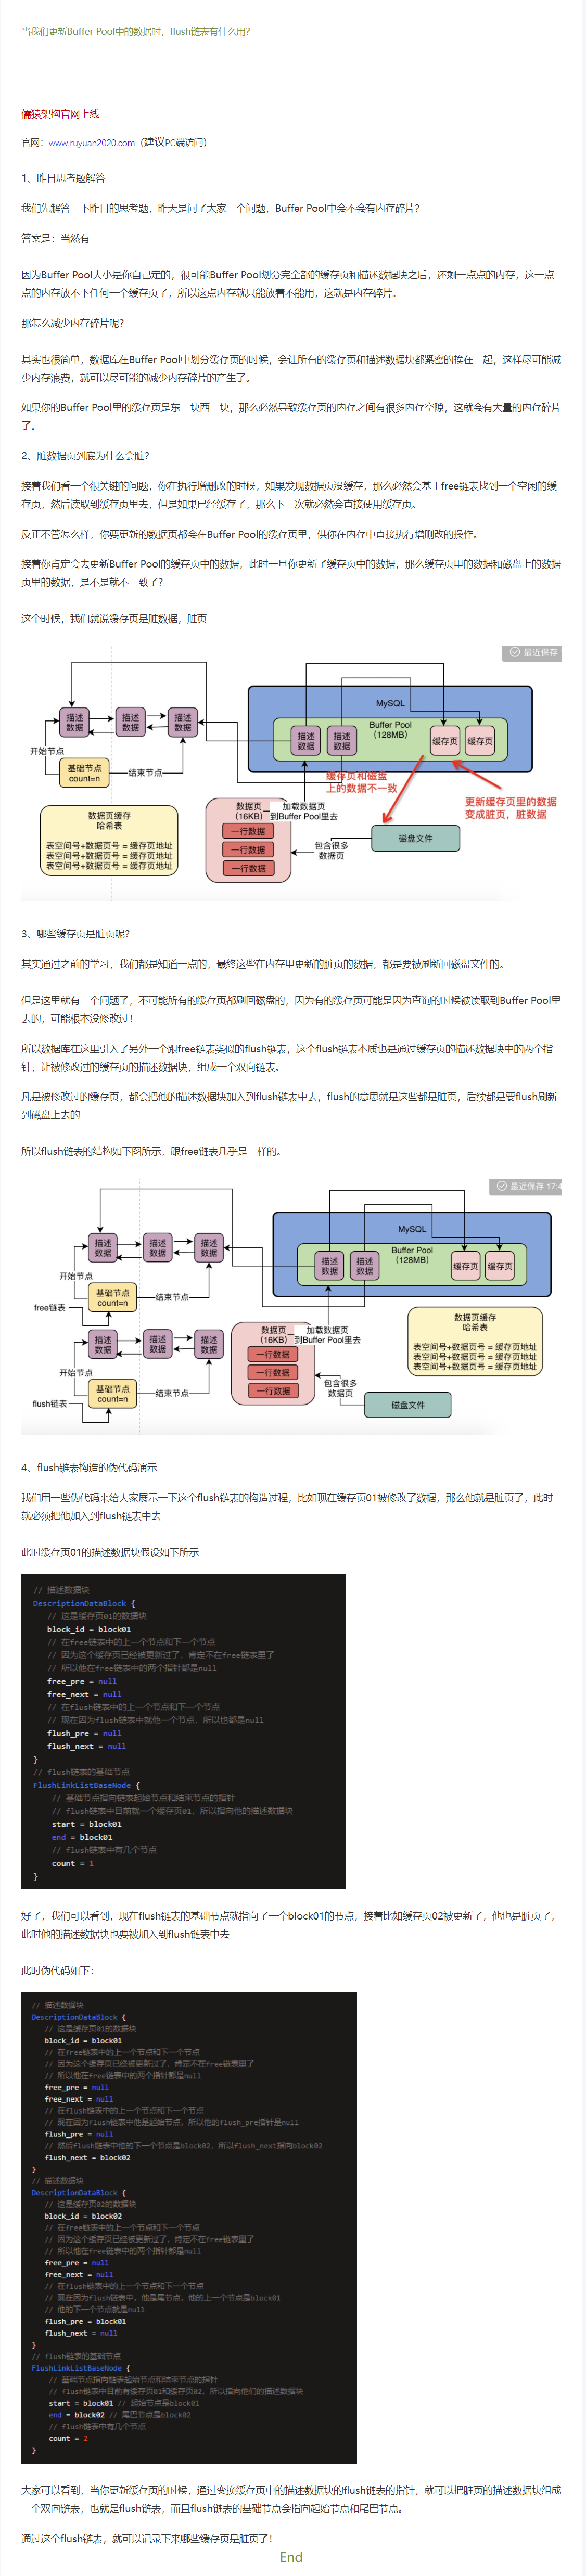 当我们更新Buffer Pool中的数据时，flush链表有什么用?
儒猿架构官网上线
官网：www.ruyuan2020.com（建议PC端访问）
1、昨日思考题解答
我们先解答一下昨日的思考题，昨天是问了大家一个问题，Buffer Pool中会不会有内存碎片?
答案是：当然有
因为Buffer Pool大小是你自己定的，很可能Buffer Pool划分完全部的缓存页和描述数据块之后，还剩一点点的内存，这一点
点的内存放不下任何一个缓存页了，所以这点内存就只能放着不能用，这就是内存碎片。
那怎么减少内存碎片呢?
其实也很简单，数据库在Buffer Pool中划分缓存页的时候，会让所有的缓存页和描述数据块都紧密的挨在一起，这样尽可能减
少内存浪费，就可以尽可能的减少内存碎片的产生了。
如果你的Buffer Pool里的缓存页是东一块西一块，那么必然导致缓存页的内存之间有很多内存空隙，这就会有大量的内存碎片
了。
2、脏数据页到底为什么会脏?
接着我们看一个很关键的问题，你在执行增删改的时候，如果发现数据页没缓存，那么必然会基于free链表找到一个空闲的缓
存页，然后读取到缓存页里去，但是如果已经缓存了，那么下一次就必然会直接使用缓存页。
反正不管怎么样，你要更新的数据页都会在Buffer Pool的缓存页里，供你在内存中直接执行增删改的操作。
接着你肯定会去更新Buffer Pool的缓存页中的数据，此时一旦你更新了缓存页中的数据，那么缓存页里的数据和磁盘上的数据
页里的数据，是不是就不一致了?
这个时候，我们就说缓存页是脏数据，脏页
最近保存
MySQL
Buffer Pool
（128MB）
描述
数据
描述
数据
描述
数据
描述
数据
描述
数据
缓存页
缓存页
开始节点
基础节点
count=n
结束节点
缓存页和磁盘
上的数据不一致
更新缓存页里的数据
变成脏页，脏数据
数据页缓存
哈希表
表空间号+数据页号 = 缓存页地址
表空间号+数据页号 = 缓存页地址
表空间号+数据页号 = 缓存页地址
数据页
（16KB）
加载数据页
到Buffer Pool里去
一行数据
一行数据
一行数据
包含很多
数据页
磁盘文件
3、哪些缓存页是脏页呢?
其实通过之前的学习，我们都是知道一点的，最终这些在内存里更新的脏页的数据，都是要被刷新回磁盘文件的。
但是这里就有一个问题了，不可能所有的缓存页都刷回磁盘的，因为有的缓存页可能是因为查询的时候被读取到Buffer Pool里
去的，可能根本没修改过！
所以数据库在这里引入了另外一个跟free链表类似的flush链表，这个flush链表本质也是通过缓存页的描述数据块中的两个指
针，让被修改过的缓存页的描述数据块，组成一个双向链表。
凡是被修改过的缓存页，都会把他的描述数据块加入到flush链表中去，flush的意思就是这些都是脏页，后续都是要flush刷新
到磁盘上去的
所以flush链表的结构如下图所示，跟free链表几乎是一样的。
最近保存 17:4
MySQL
Buffer Pool
（128MB）
描述
数据
描述
数据
描述
数据
描述
数据
描述
数据
缓存页
缓存页
开始节点
基础节点
count=n
结束节点
free链表
描述
数据
描述
数据
描述
数据
开始节点
基础节点
count=n
结束节点
flush链表
数据页
（16KB）
加载数据页
到Buffer Pool里去
一行数据
一行数据
一行数据
包含很多
数据页
磁盘文件
数据页缓存
哈希表
表空间号+数据页号 = 缓存页地址
表空间号+数据页号 = 缓存页地址
表空间号+数据页号 = 缓存页地址
4、flush链表构造的伪代码演示
我们用一些伪代码来给大家展示一下这个flush链表的构造过程，比如现在缓存页01被修改了数据，那么他就是脏页了，此时
就必须把他加入到flush链表中去
此时缓存页01的描述数据块假设如下所示
// 描述数据块
DescriptionDataBlock {
// 这是缓存页01的数据块
block_id = block01
// 在free链表中的上一个节点和下一个节点
// 因为这个缓存页已经被更新过了，肯定不在free链表里了
// 所以他在free链表中的两个指针都是null
free_pre = null
free_next = null
// 在flush链表中的上一个节点和下一个节点
// 现在因为flush链表中就他一个节点，所以也都是null
flush_pre = null
flush_next = null
}
// flush链表的基础节点
FlushLinkListBaseNode {
// 基础节点指向链表起始节点和结束节点的指针
// flush链表中目前就一个缓存页01，所以指向他的描述数据块
start = block01
end = block01
// flush链表中有几个节点
count = 1
}
好了，我们可以看到，现在flush链表的基础节点就指向了一个block01的节点，接着比如缓存页02被更新了，他也是脏页了，
此时他的描述数据块也要被加入到flush链表中去
此时伪代码如下：
// 描述数据块
DescriptionDataBlock {
// 这是缓存页01的数据块
block_id = block01
// 在free链表中的上一个节点和下一个节点
// 因为这个缓存页已经被更新过了，肯定不在free链表里了
// 所以他在free链表中的两个指针都是null
free_pre = null
free_next = null
// 在flush链表中的上一个节点和下一个节点
// 现在因为flush链表中他是起始节点，所以他的flush_pre指针是null
flush_pre = null
// 然后flush链表中他的下一个节点是block02，所以flush_next指向block02
flush_next = block02
}
// 描述数据块
DescriptionDataBlock {
// 这是缓存页02的数据块
block_id = block02
// 在free链表中的上一个节点和下一个节点
// 因为这个缓存页已经被更新过了，肯定不在free链表里了
// 所以他在free链表中的两个指针都是null
free_pre = null
free_next = null
// 在flush链表中的上一个节点和下一个节点
// 现在因为flush链表中，他是尾节点，他的上一个节点是block01
// 他的下一个节点就是null
flush_pre = block01
flush_next = null
}
// flush链表的基础节点
FlushLinkListBaseNode {
// 基础节点指向链表起始节点和结束节点的指针
// flush链表中目前有缓存页01和缓存页02，所以指向他们的描述数据块
start = block01 // 起始节点是block01
end = block02 // 尾巴节点是block02
// flush链表中有几个节点
count = 2
}
大家可以看到，当你更新缓存页的时候，通过变换缓存页中的描述数据块的flush链表的指针，就可以把脏页的描述数据块组成
一个双向链表，也就是flush链表，而且flush链表的基础节点会指向起始节点和尾巴节点。
通过这个flush链表，就可以记录下来哪些缓存页是脏页了！
End